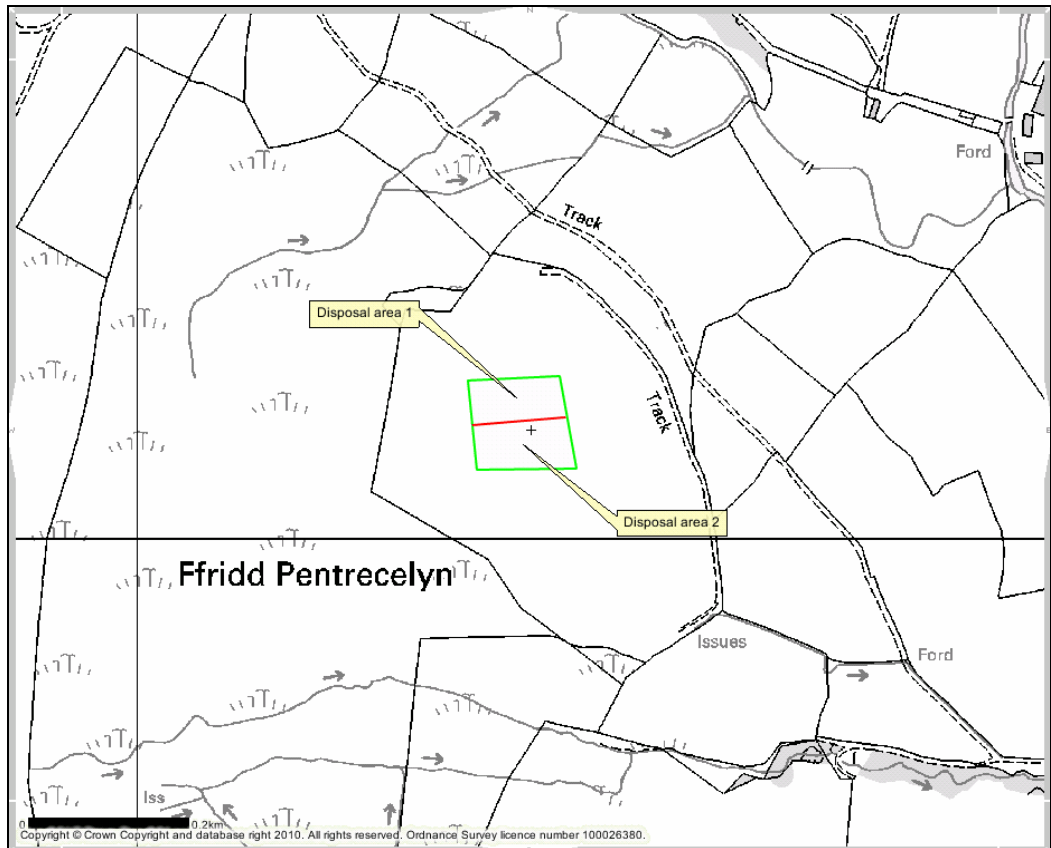 N
Ford
Track
Disposal area 1
Track
Disposal area 2
Ffridd Pentrecelyn
Issues
Ford
Iss
0 0.2km
Copyright © Crown Copyright and database right 2010. All rights reserved. Ordnance Survey licence number 100026380.